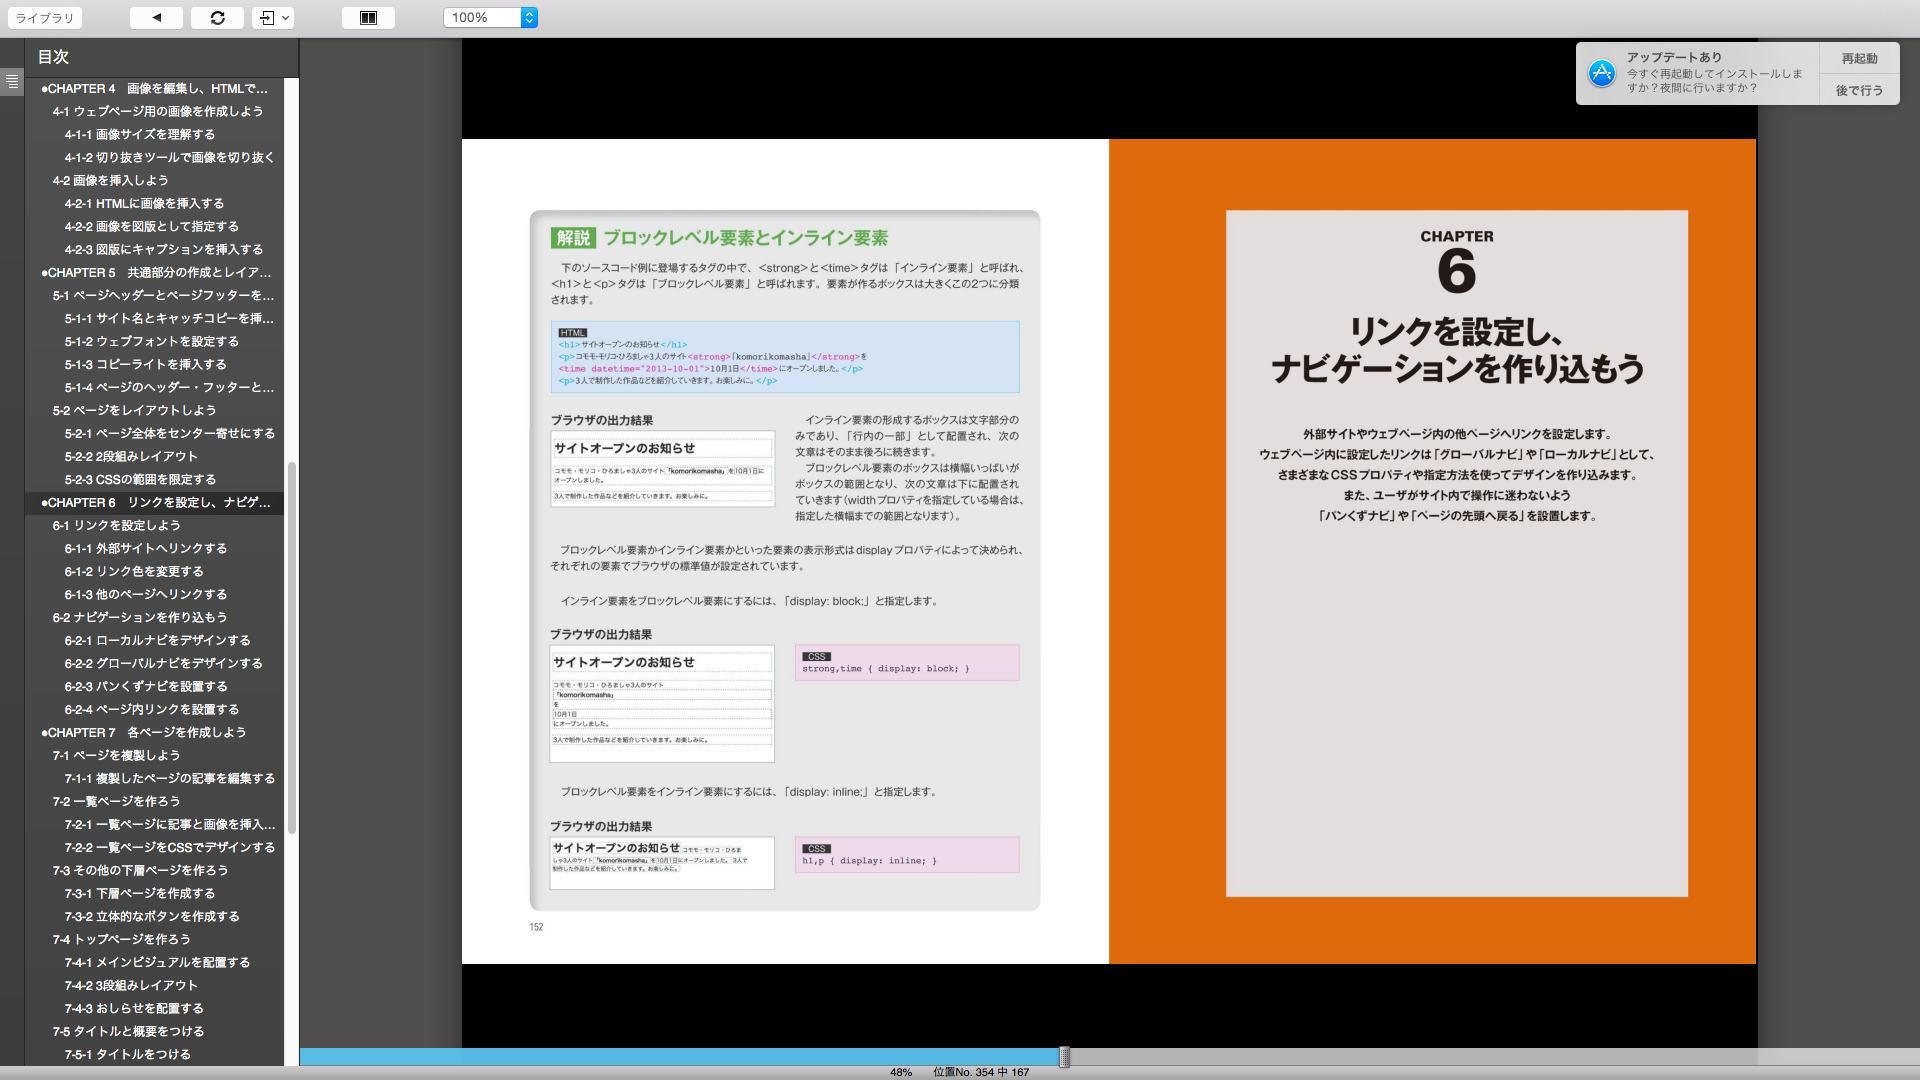 ライブラリ
100%
目次
●CHAPTER 4　画像を編集し、HTMLで...
4-1 ウェブページ用の画像を作成しよう
4-1-1 画像サイズを理解する
4-1-2 切り抜きツールで画像を切り抜く
4-2 画像を挿入しよう
4-2-1 HTMLに画像を挿入する
4-2-2 画像を図版として指定する
4-2-3 図版にキャプションを挿入する
●CHAPTER 5　共通部分の作成とレイア...
5-1 ページヘッダーとページフッターを...
5-1-1 サイト名とキャッチコピーを挿...
5-1-2 ウェブフォントを設定する
5-1-3 コピーライトを挿入する
5-1-4 ページのヘッダー・フッターと...
5-2 ページをレイアウトしよう
5-2-1 ページ全体をセンター寄せにする
5-2-2 2段組みレイアウト
5-2-3 CSSの範囲を限定する
●CHAPTER 6　リンクを設定し、ナビゲ...
6-1 リンクを設定しよう
6-1-1 外部サイトへリンクする
6-1-2 リンク色を変更する
6-1-3 他のページへリンクする
6-2 ナビゲーションを作り込もう
6-2-1 ローカルナビをデザインする
6-2-2 グローバルナビをデザインする
6-2-3 パンくずナビを設置する
6-2-4 ページ内リンクを設置する
●CHAPTER 7　各ページを作成しよう
7-1 ページを複製しよう
7-1-1 複製したページの記事を編集する
7-2 一覧ページを作ろう
7-2-1 一覧ページに記事と画像を挿入...
7-2-2 一覧ページをCSSでデザインする
7-3 その他の下層ページを作ろう
7-3-1 下層ページを作成する
7-3-2 立体的なボタンを作成する
7-4 トップページを作ろう
7-4-1 メインビジュアルを配置する
7-4-2 3段組みレイアウト
7-4-3 おしらせを配置する
7-5 タイトルと概要をつける
7-5-1 タイトルをつける
解説 ブロックレベル要素とインライン要素
下のソースコード例に登場するタグの中で、<strong>と<time>タグは「インライン要素」と呼ばれ、
<h1>と<p>タグは「ブロックレベル要素」と呼ばれます。要素が作るボックスは大きくこの2つに分類
されます。
HTML
<h1>サイトオープンのお知らせ</h1>
<p>コモモ・モリコ・ひろましゃ3人のサイト<strong>「komorikomasha」</strong>を
<time datetime="2013-10-01">10月1日</time>にオープンしました。</p>
<p>3人で制作した作品などを紹介していきます。お楽しみに。</p>
ブラウザの出力結果
サイトオープンのお知らせ
コモモ・モリコ・ひろましゃ3人のサイト「komorikomasha」を10月1日に
オープンしました。
3人で制作した作品などを紹介していきます。お楽しみに。
インライン要素の形成するボックスは文字部分の
みであり、「行内の一部」として配置され、次の
文章はそのまま後ろに続きます。
ブロックレベル要素のボックスは横幅いっぱいが
ボックスの範囲となり、次の文章は下に配置され
ていきます（widthプロパティを指定している場合は、
指定した横幅までの範囲となります）。
ブロックレベル要素かインライン要素かといった要素の表示形式はdisplayプロパティによって決められ、
それぞれの要素でブラウザの標準値が設定されています。
インライン要素をブロックレベル要素にするには、「display: block;」と指定します。
ブラウザの出力結果
サイトオープンのお知らせ
コモモ・モリコ・ひろましゃ3人のサイト
「komorikomasha」
を
10月1日
にオープンしました。
3人で制作した作品などを紹介していきます。お楽しみに。
CSS
strong,time { display: block; }
ブロックレベル要素をインライン要素にするには、「display: inline;」と指定します。
ブラウザの出力結果
サイトオープンのお知らせ コモモ・モリコ・ひろま
しゃ3人のサイト「komorikomasha」を10月1日にオープンしました。 3人で
制作した作品などを紹介していきます。お楽しみに。
CSS
h1,p { display: inline; }
152
CHAPTER
6
リンクを設定し、
ナビゲーションを作り込もう
外部サイトやウェブページ内の他ページへリンクを設定します。
ウェブページ内に設定したリンクは「グローバルナビ」や「ローカルナビ」として、
さまざまなCSSプロパティや指定方法を使ってデザインを作り込みます。
また、ユーザがサイト内で操作に迷わないよう
「パンくずナビ」や「ページの先頭へ戻る」を設置します。
アップデートあり
今すぐ再起動してインストールしま
すか？夜間に行いますか？
再起動
後で行う
48%　位置No. 354 中 167